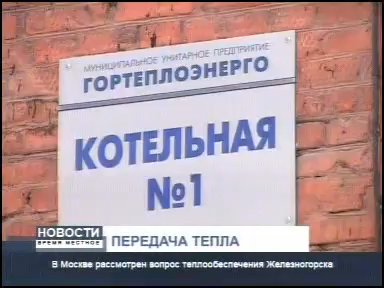 МУНИЦИПАЛЬНОЕ УНИТАРНОЕ ПРЕДПРИЯТИЕ
ГОРТЕПЛОЭНЕРГО
КОТЕЛЬНАЯ
№1
НОВОСТИ
ВРЕМЯ МЕСТНОЕ
ПЕРЕДАЧА ТЕПЛА
В Москве рассмотрен вопрос теплообеспечения Железногорска